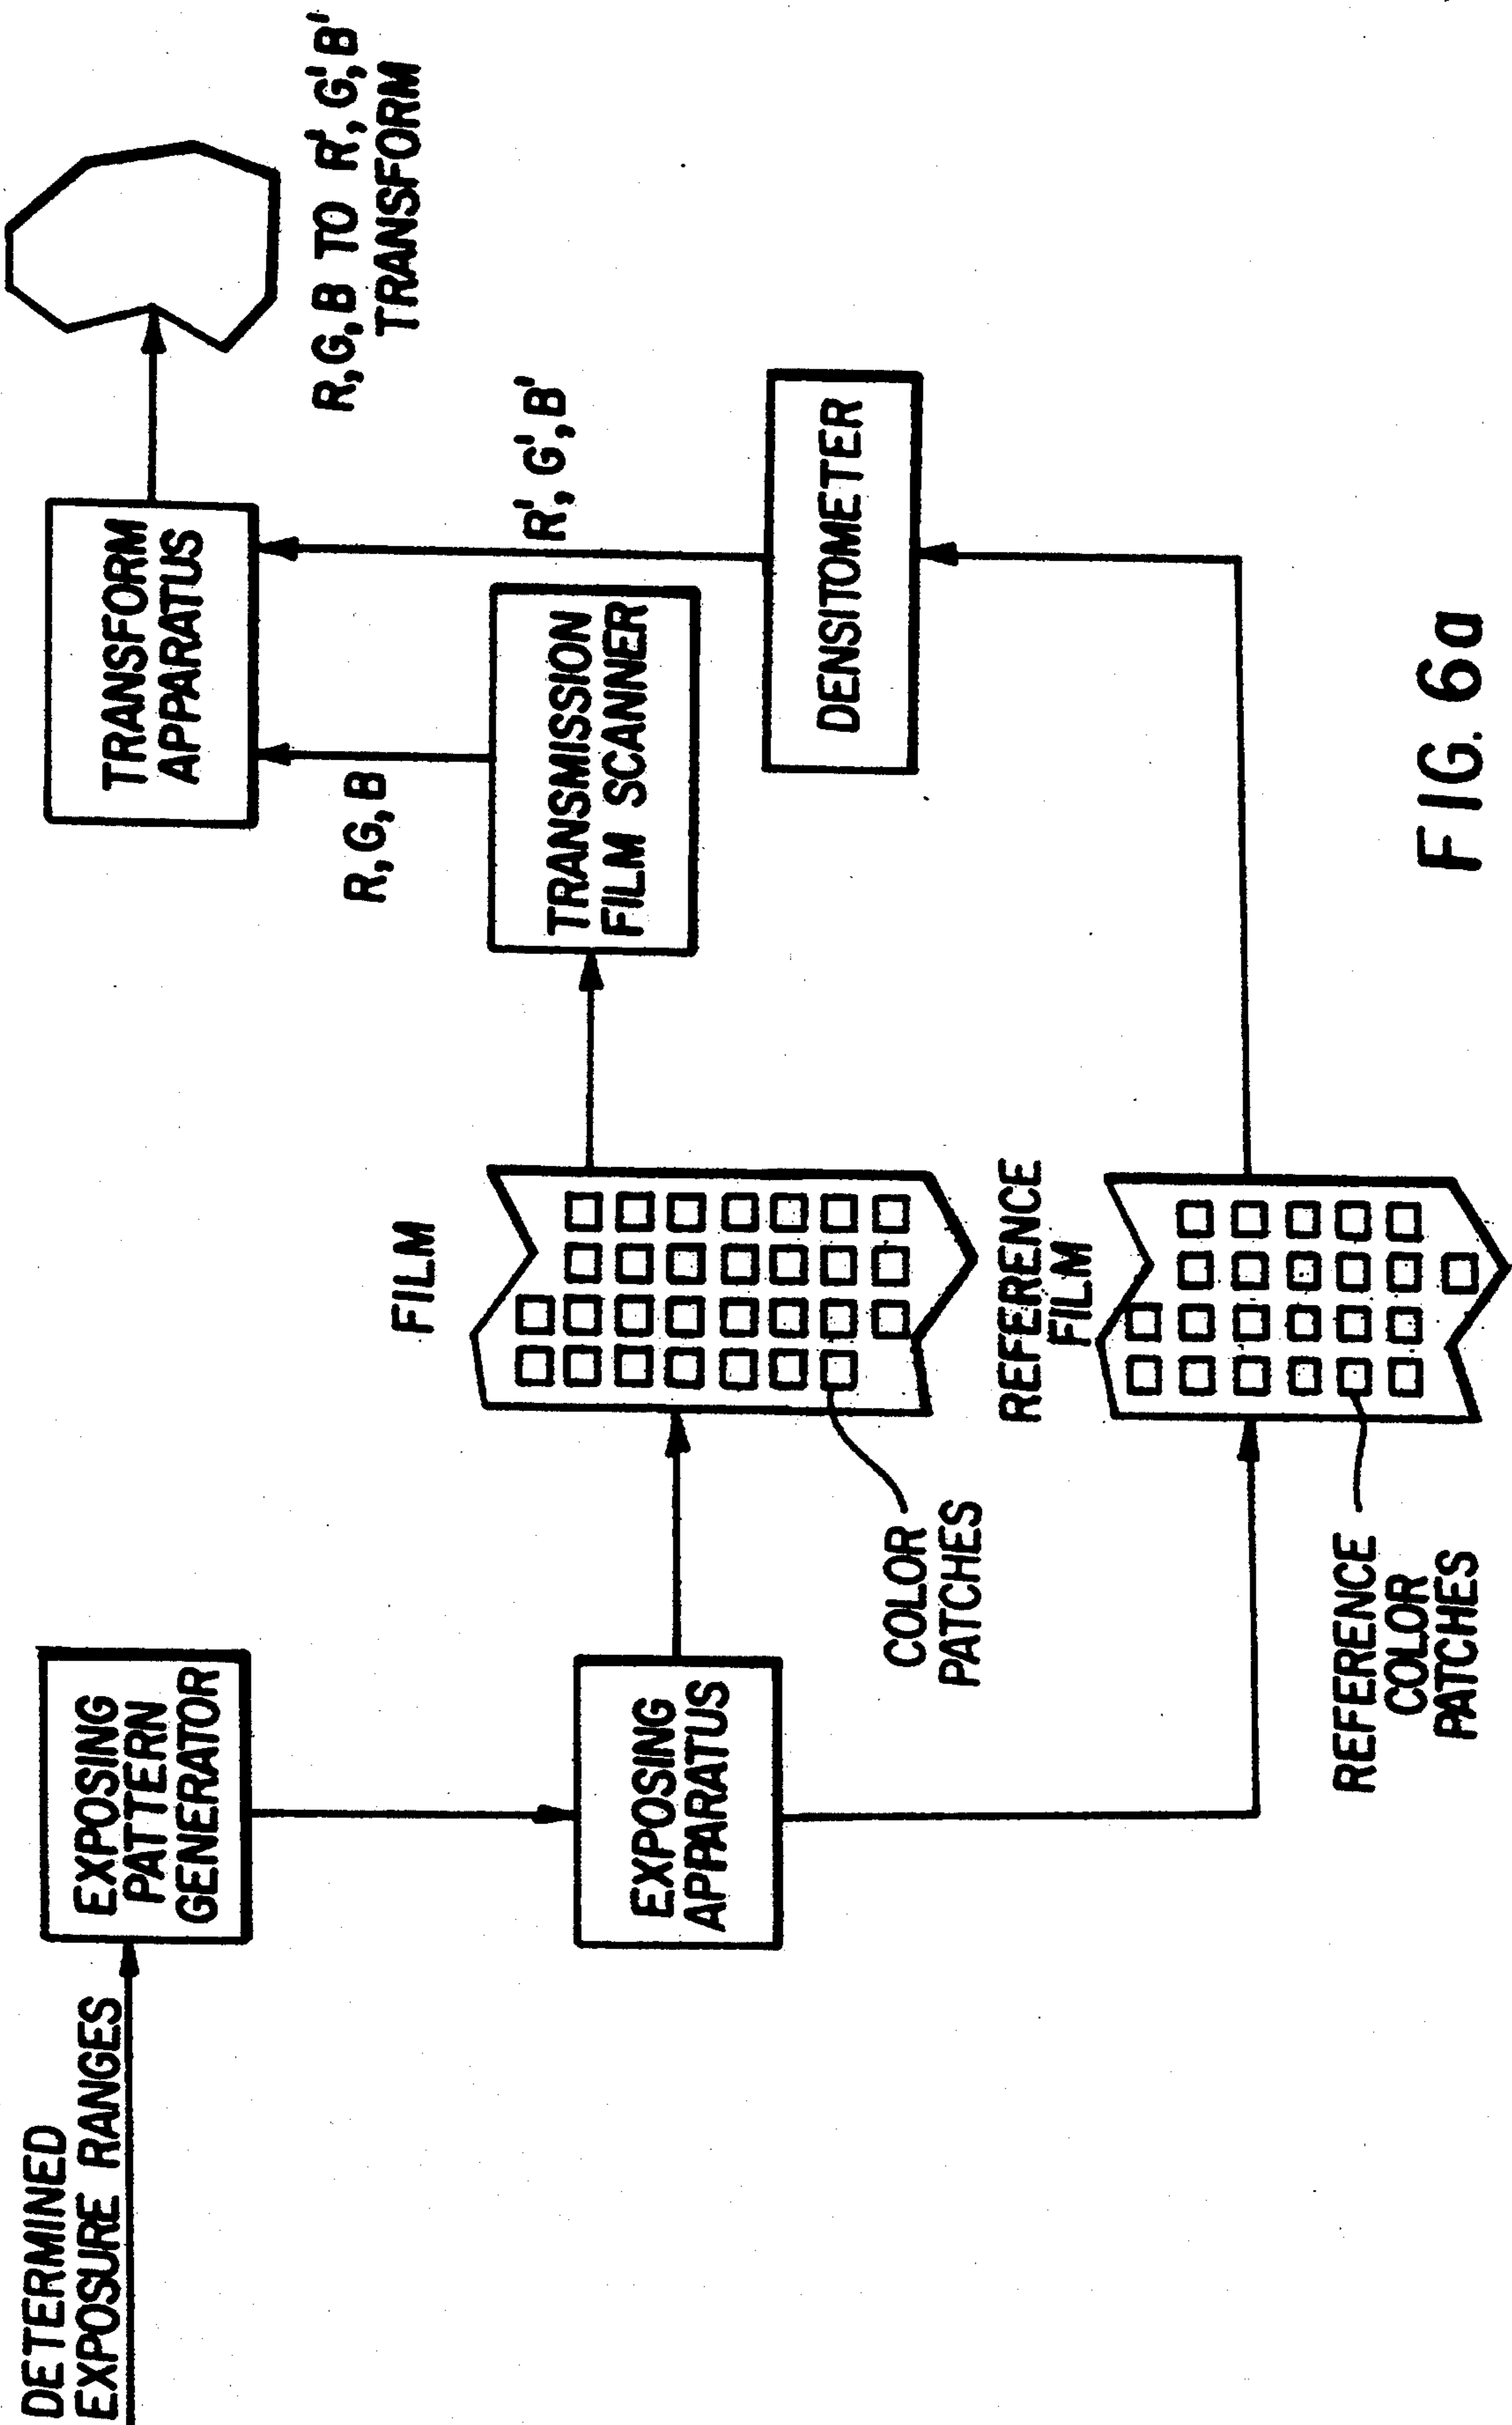 DETERMINED
EXPOSURE RANGES
EXPOSING
PATTERN
GENERATOR
EXPOSING
APPARATUS
COLOR
PATCHES
REFERENCE
COLOR
PATCHES
FILM
REFERENCE
FILM
TRANSMISSION
FILM SCANNER
R,G,B
TRANSFORM
APPARATUS
DENSITOMETER
R',G',B'
R,G,B TO R',G',B'
TRANSFORM
FIG. 6a